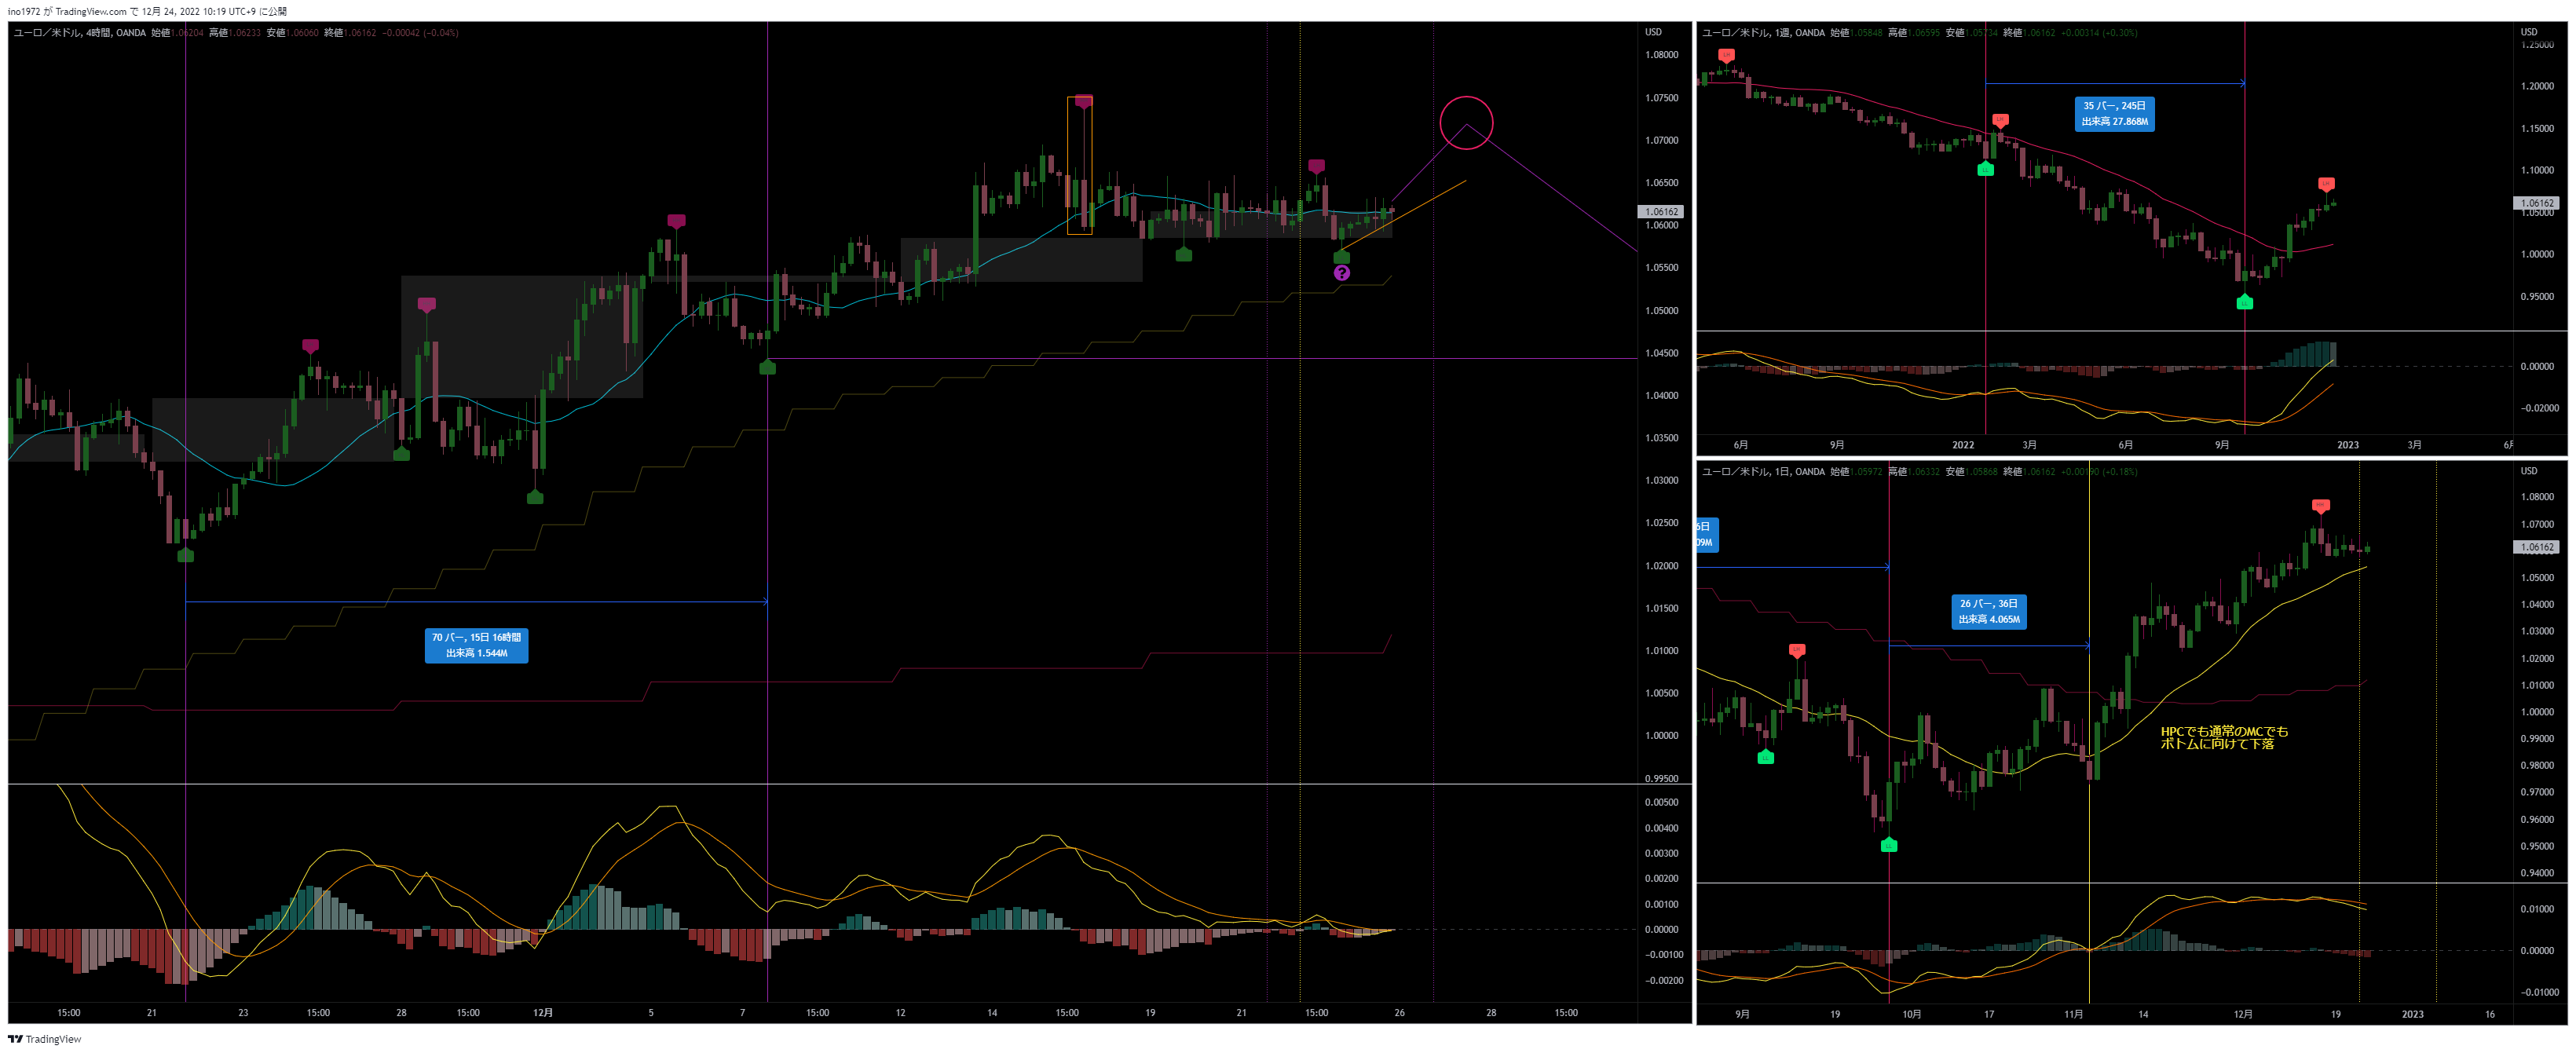 ino1972 が TradingView.com で 12月 24, 2022 10:19 UTC+9 に公開
ユーロ／米ドル, 4時間, OANDA 始値1.06204 高値1.06233 安値1.06060 終値1.06162 −0.00042 (−0.04%)
USD
1.08000
1.07500
1.07000
1.06500
1.06162
1.06000
1.05500
1.05000
1.04500
1.04000
1.03500
1.03000
1.02500
1.02000
1.01500
1.01000
1.00500
1.00000
0.99500
?
70 バー, 15日 16時間
出来高 1.544M
0.00500
0.00400
0.00300
0.00200
0.00100
0.00000
−0.00100
−0.00200
15:00 21 23 15:00 28 15:00 12月 5 7 15:00 12 14 15:00 19 21 15:00 26 28 15:00
ユーロ／米ドル, 1週, OANDA 始値1.05848 高値1.06595 安値1.05734 終値1.06162 +0.00314 (+0.30%)
USD
1.25000
1.20000
1.15000
1.10000
1.06162
1.05000
1.00000
0.95000
LH
LL
LH
LL
35 バー, 245日
出来高 27.868M
0.00000
−0.02000
6月 9月 2022 3月 6月 9月 2023 3月 6月
ユーロ／米ドル, 1日, OANDA 始値1.05972 高値1.06332 安値1.05868 終値1.06162 +0.00190 (+0.18%)
USD
1.08000
1.07000
1.06162
1.05000
1.04000
1.03000
1.02000
1.01000
1.00000
0.99000
0.98000
0.97000
0.96000
0.95000
0.94000
6日
09M
26 バー, 36日
出来高 4.065M
LH
LL
LL
HPCでも通常のMCでも
ボトムに向けて下落
0.01000
0.00000
−0.01000
9月 19 10月 17 11月 14 12月 19 2023 16
TradingView